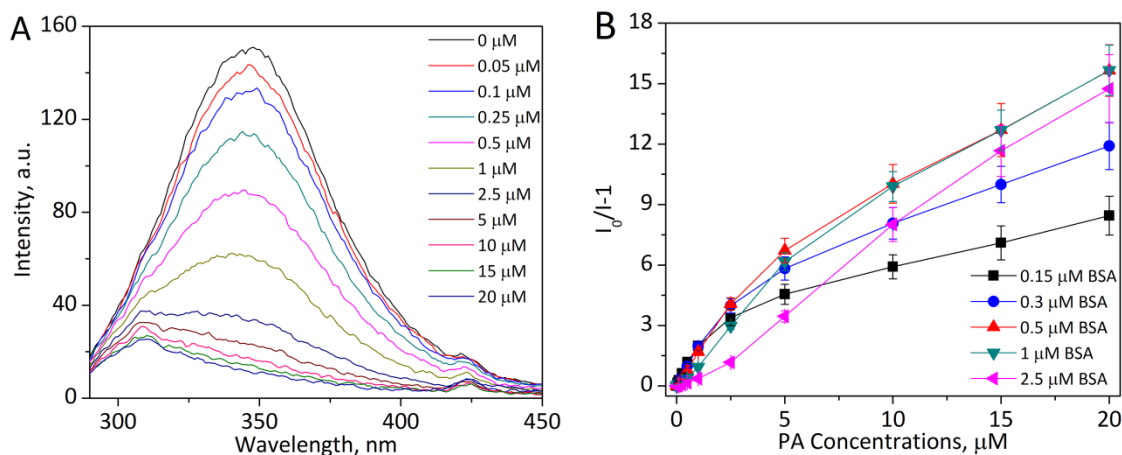 A
160
120
80
40
0
300
350
400
450
Intensity, a.u.
Wavelength, nm
0 μM
0.05 μM
0.1 μM
0.25 μM
0.5 μM
1 μM
2.5 μM
5 μM
10 μM
15 μM
20 μM
B
18
15
12
9
6
3
0
0
5
10
15
20
I₀/I-1
PA Concentrations, μM
0.15 μM BSA
0.3 μM BSA
0.5 μM BSA
1 μM BSA
2.5 μM BSA